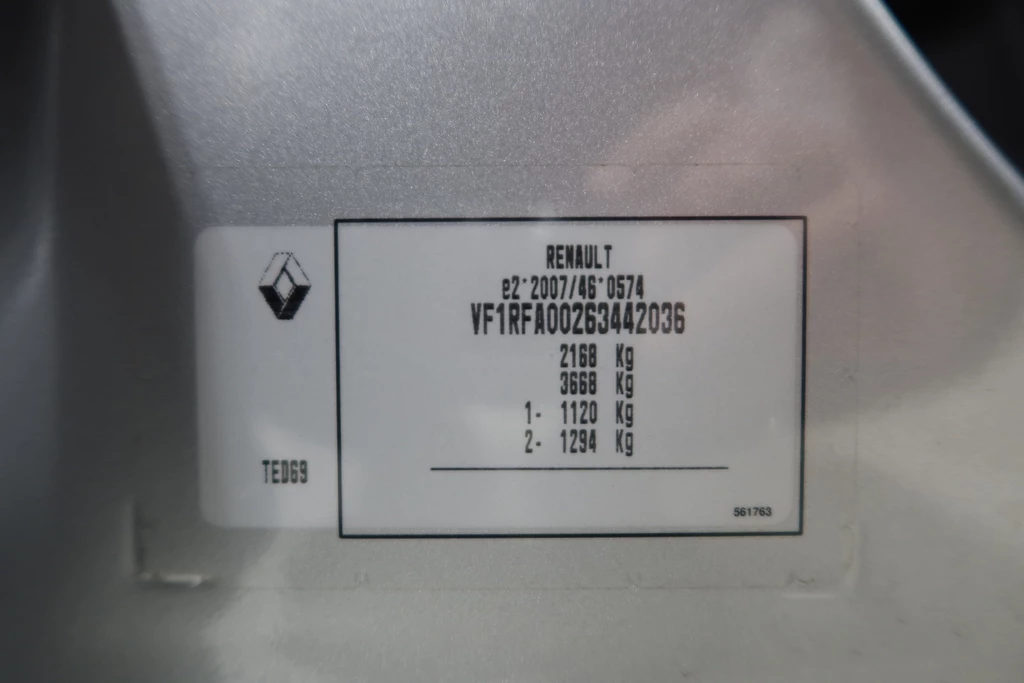 RENAULT
e2*2007/46*0574
VF1RFA00263442036
2168 Kg
3668 Kg
1- 1120 Kg
2- 1294 Kg
TED69
561763